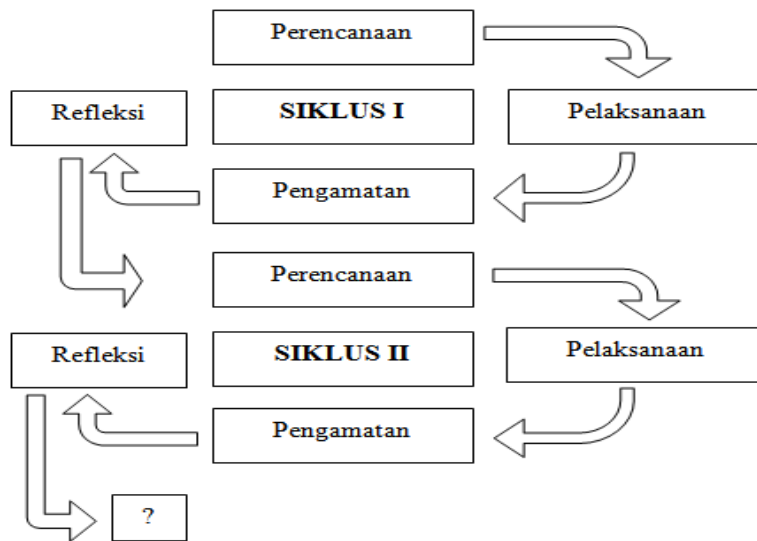 Perencanaan
Refleksi
SIKLUS I
Pelaksanaan
Pengamatan
Perencanaan
Refleksi
SIKLUS II
Pelaksanaan
Pengamatan
?